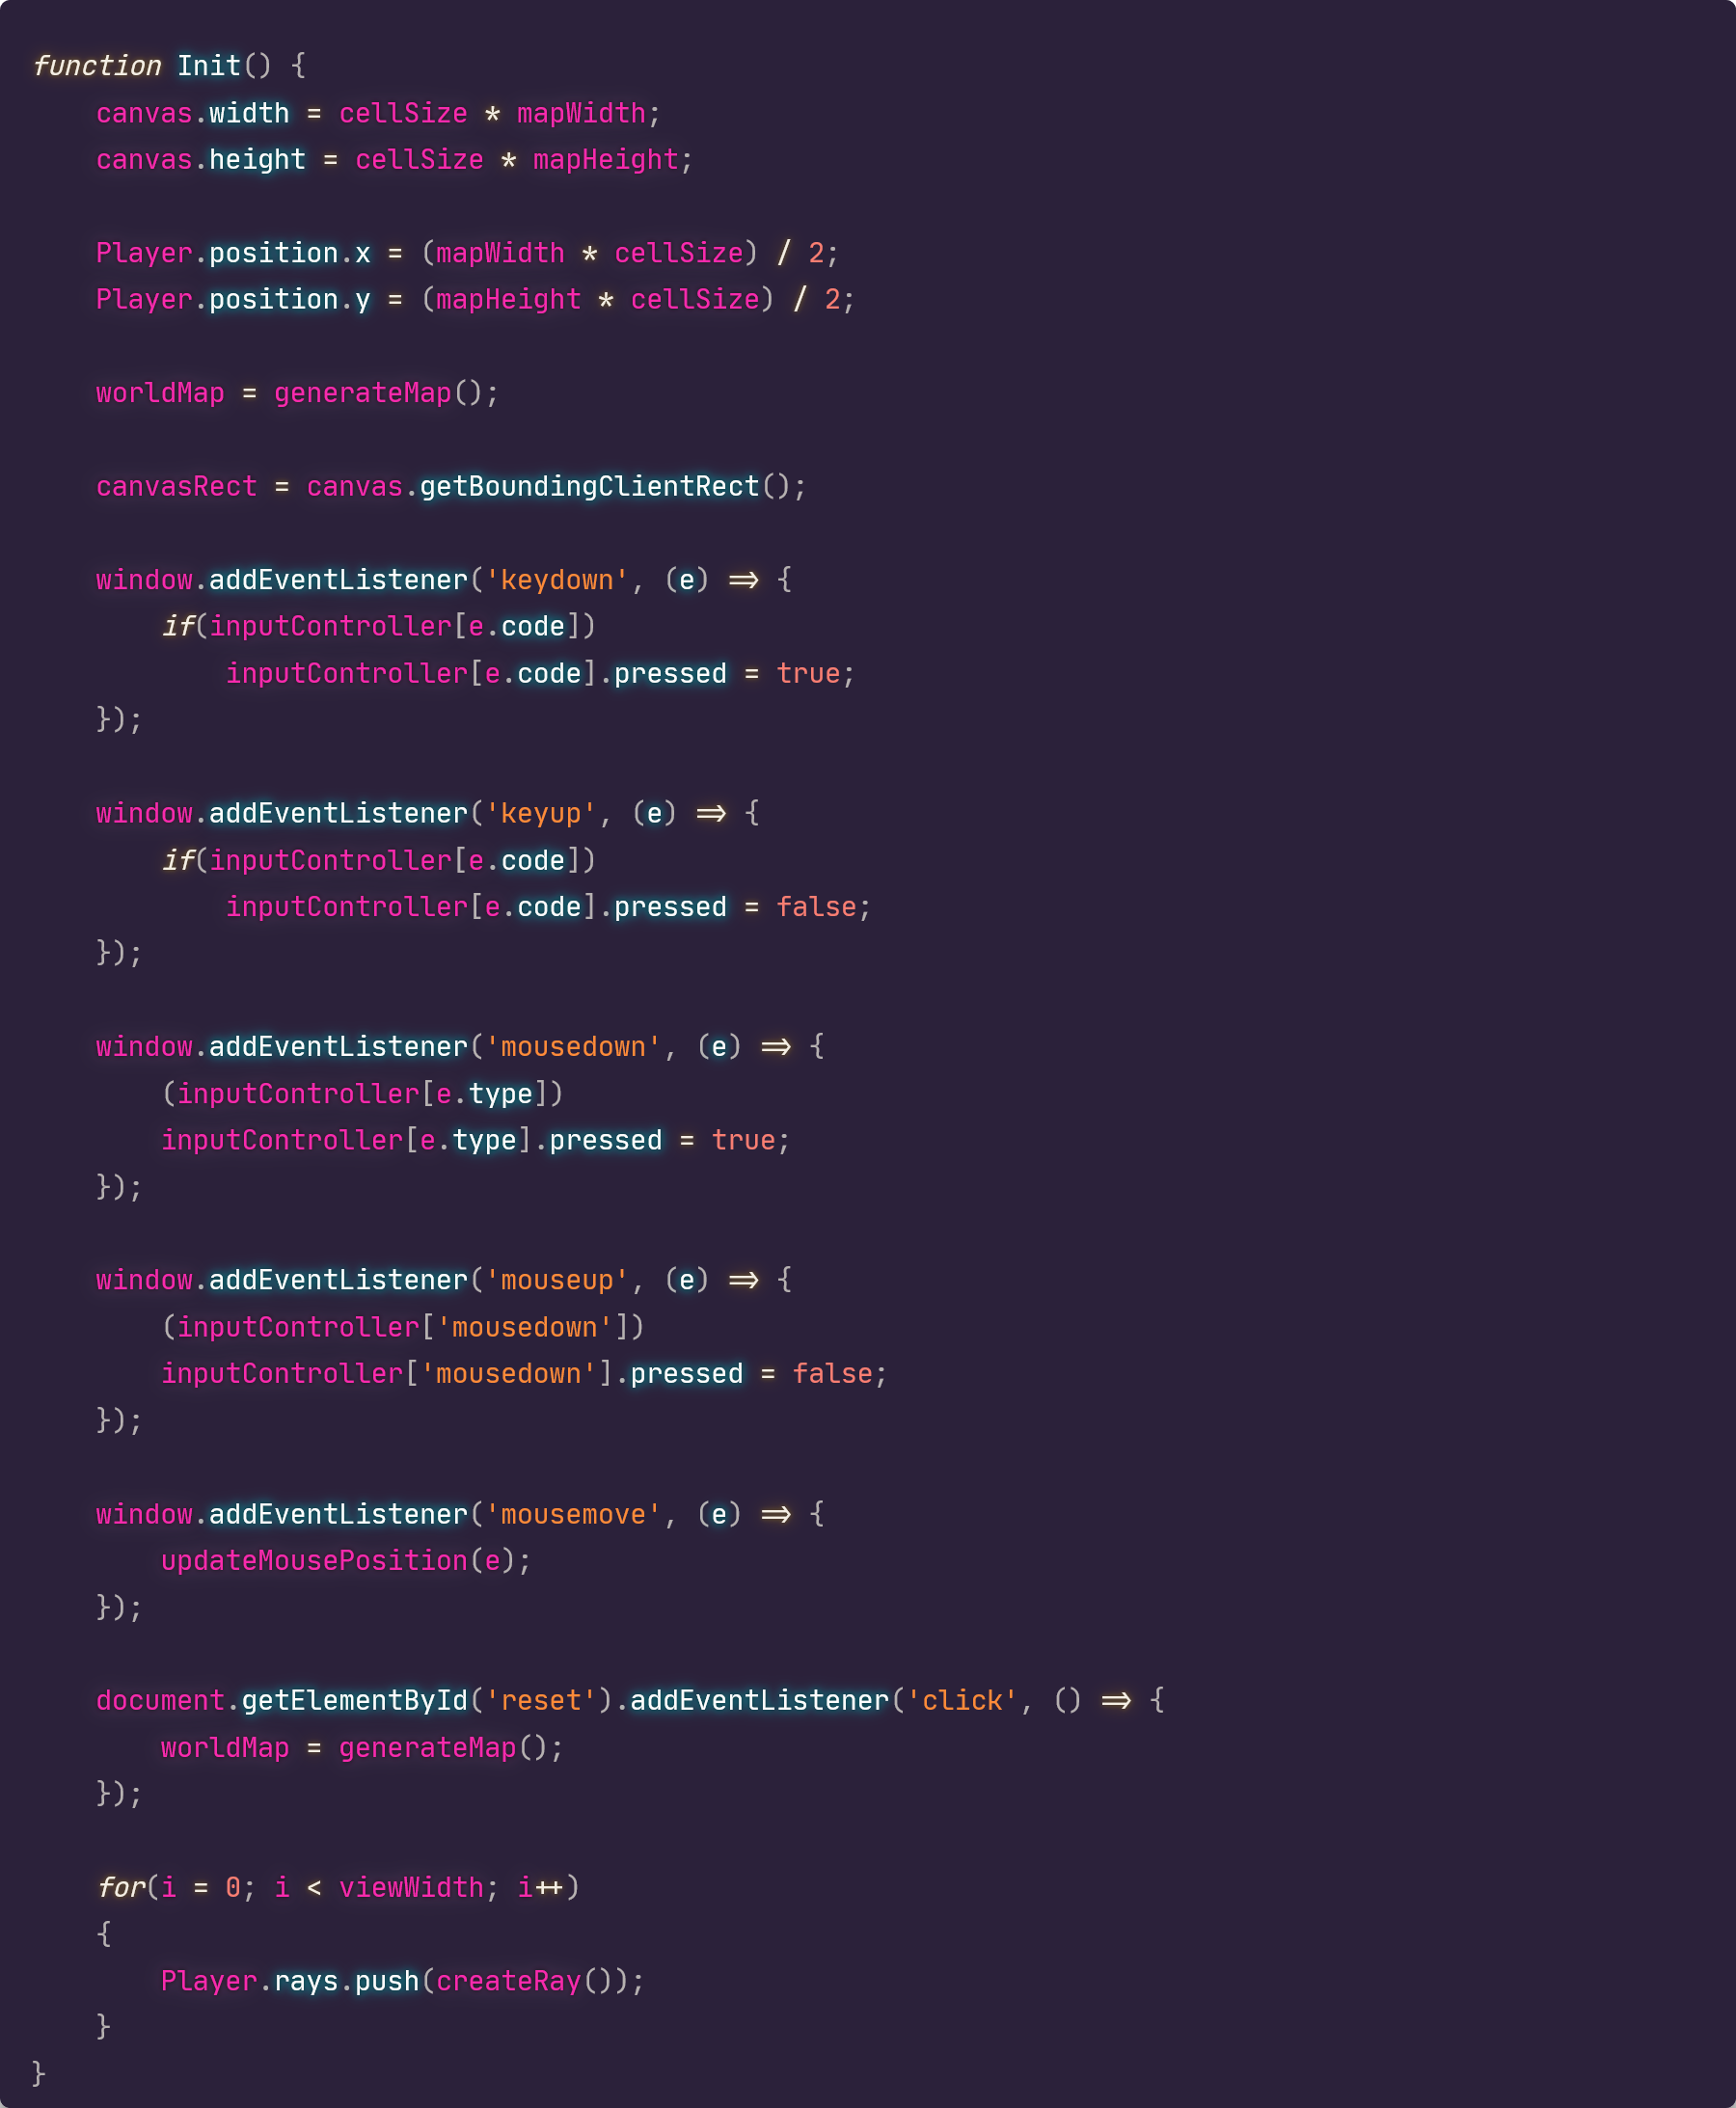 function Init() {
    canvas.width = cellSize * mapWidth;
    canvas.height = cellSize * mapHeight;

    Player.position.x = (mapWidth * cellSize) / 2;
    Player.position.y = (mapHeight * cellSize) / 2;

    worldMap = generateMap();

    canvasRect = canvas.getBoundingClientRect();

    window.addEventListener('keydown', (e) => {
        if(inputController[e.code])
            inputController[e.code].pressed = true;
    });

    window.addEventListener('keyup', (e) => {
        if(inputController[e.code])
            inputController[e.code].pressed = false;
    });

    window.addEventListener('mousedown', (e) => {
        (inputController[e.type])
        inputController[e.type].pressed = true;
    });

    window.addEventListener('mouseup', (e) => {
        (inputController['mousedown'])
        inputController['mousedown'].pressed = false;
    });

    window.addEventListener('mousemove', (e) => {
        updateMousePosition(e);
    });

    document.getElementById('reset').addEventListener('click', () => {
        worldMap = generateMap();
    });

    for(i = 0; i < viewWidth; i++)
    {
        Player.rays.push(createRay());
    }
}